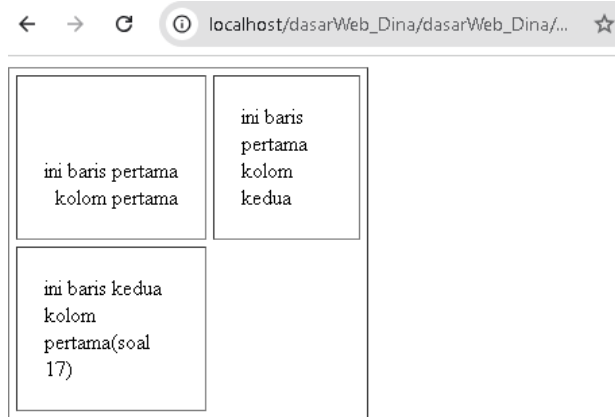 localhost/dasarWeb_Dina/dasarWeb_Dina/...
ini baris pertama
kolom pertama
ini baris
pertama
kolom
kedua
ini baris kedua
kolom
pertama(soal
17)